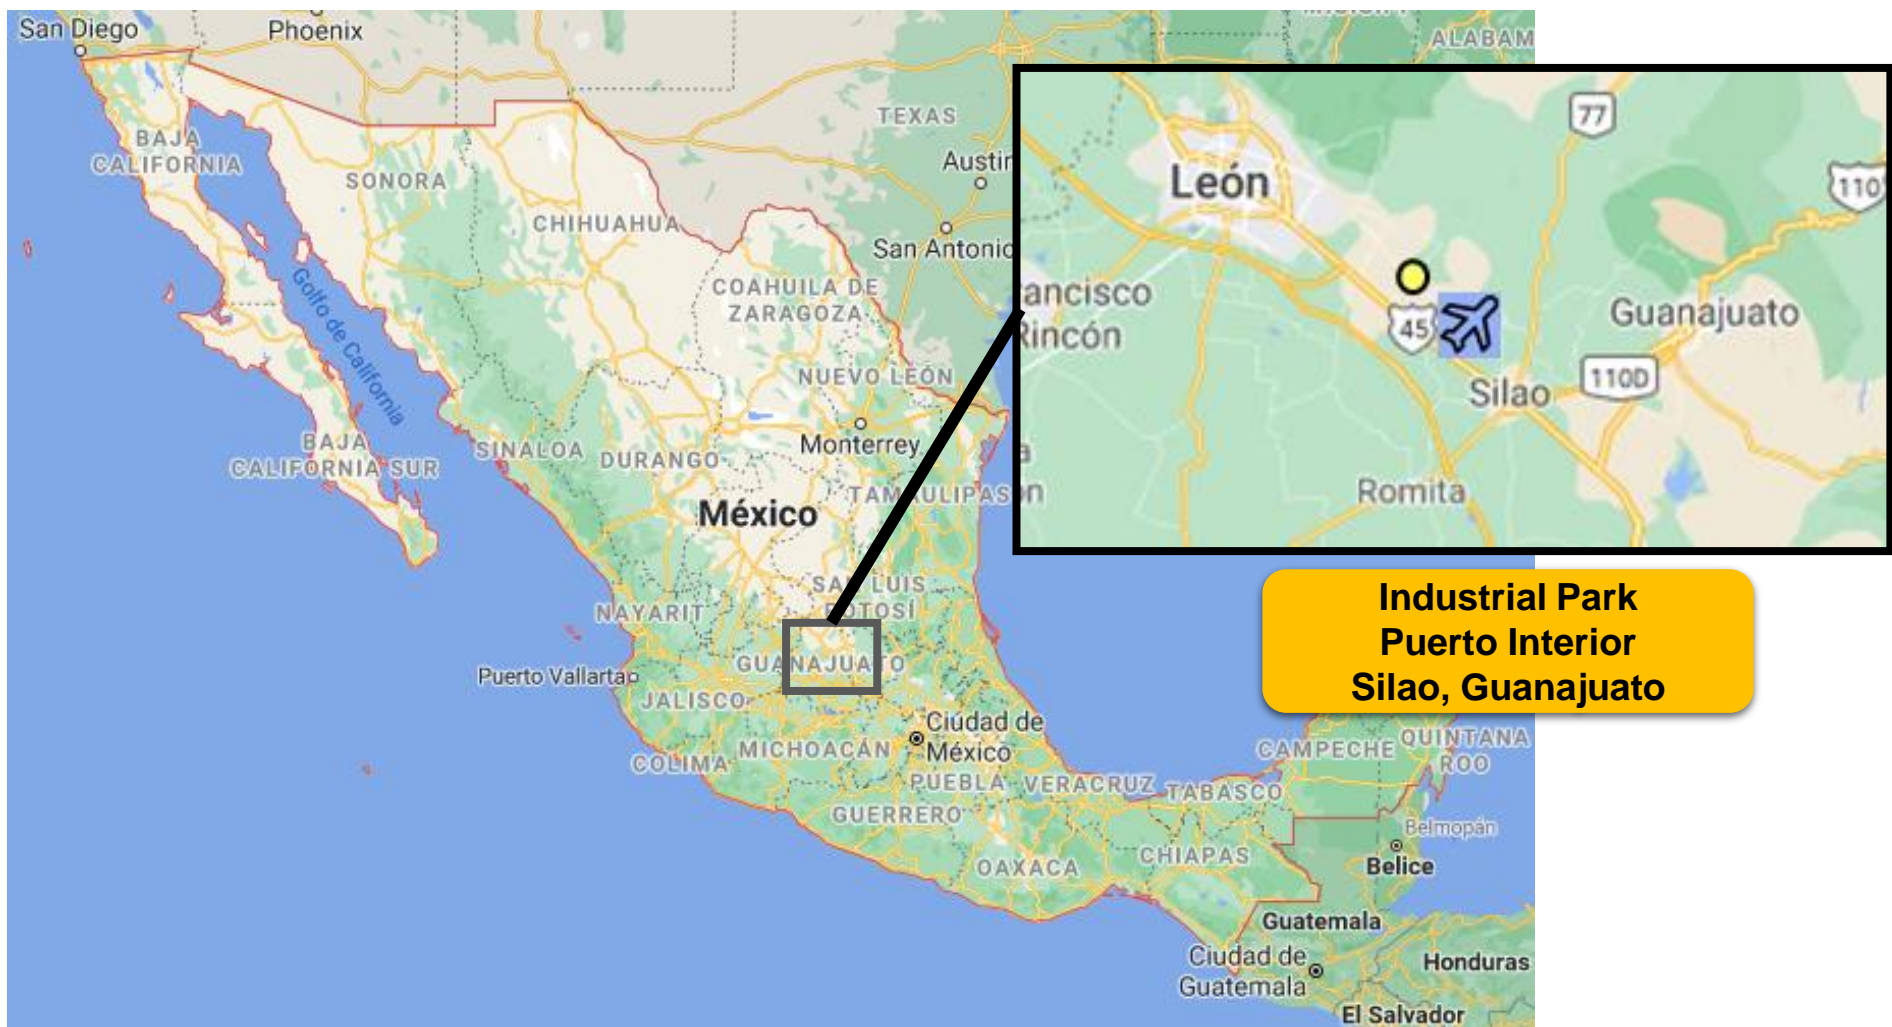 San Diego
Phoenix
ALABAM
TEXAS
BAJA
CALIFORNIA
SONORA
Austin
CHIHUAHUA
San Antonio
COAHUILA DE
ZARAGOZA
Golfo de California
NUEVO LEÓN
Monterrey
BAJA
CALIFORNIA SUR
SINALOA
DURANGO
TAMAULIPAS
México
SAN LUIS
POTOSÍ
NAYARIT
GUANAJUATO
Puerto Vallarta
JALISCO
Ciudad de
México
MICHOACÁN
COLIMA
PUEBLA
VERACRUZ
TABASCO
CAMPECHE
QUINTANA
ROO
GUERRERO
OAXACA
CHIAPAS
Belmopán
Belice
Guatemala
Ciudad de
Guatemala
Honduras
El Salvador
77
León
110
ancisco
Rincón
45
Guanajuato
Silao
110D
Romita
Industrial Park
Puerto Interior
Silao, Guanajuato